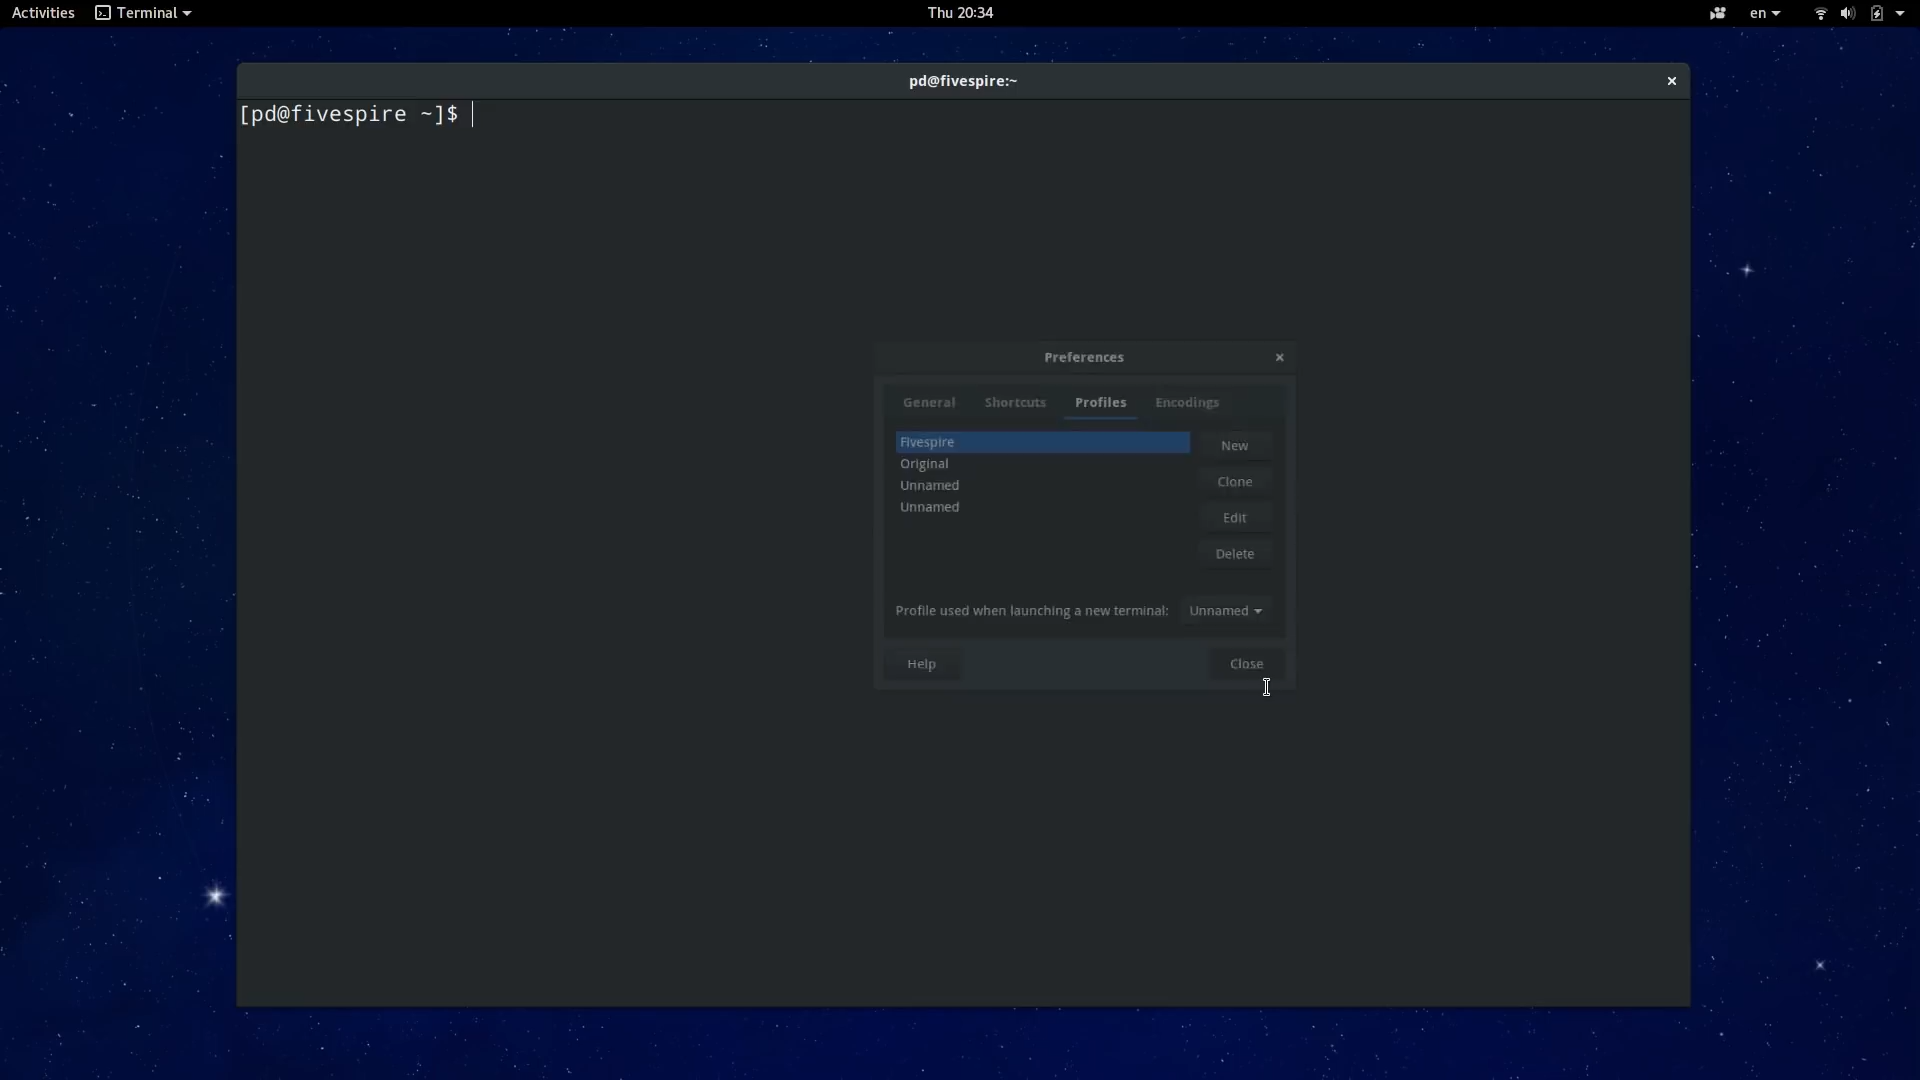 Activities Terminal Thu 20:34 en
pd@fivespire:~
[pd@fivespire ~]$
Preferences
General Shortcuts Profiles Encodings
Fivespire New
Original
Unnamed Clone
Unnamed Edit
Delete
Profile used when launching a new terminal: Unnamed
Help Close